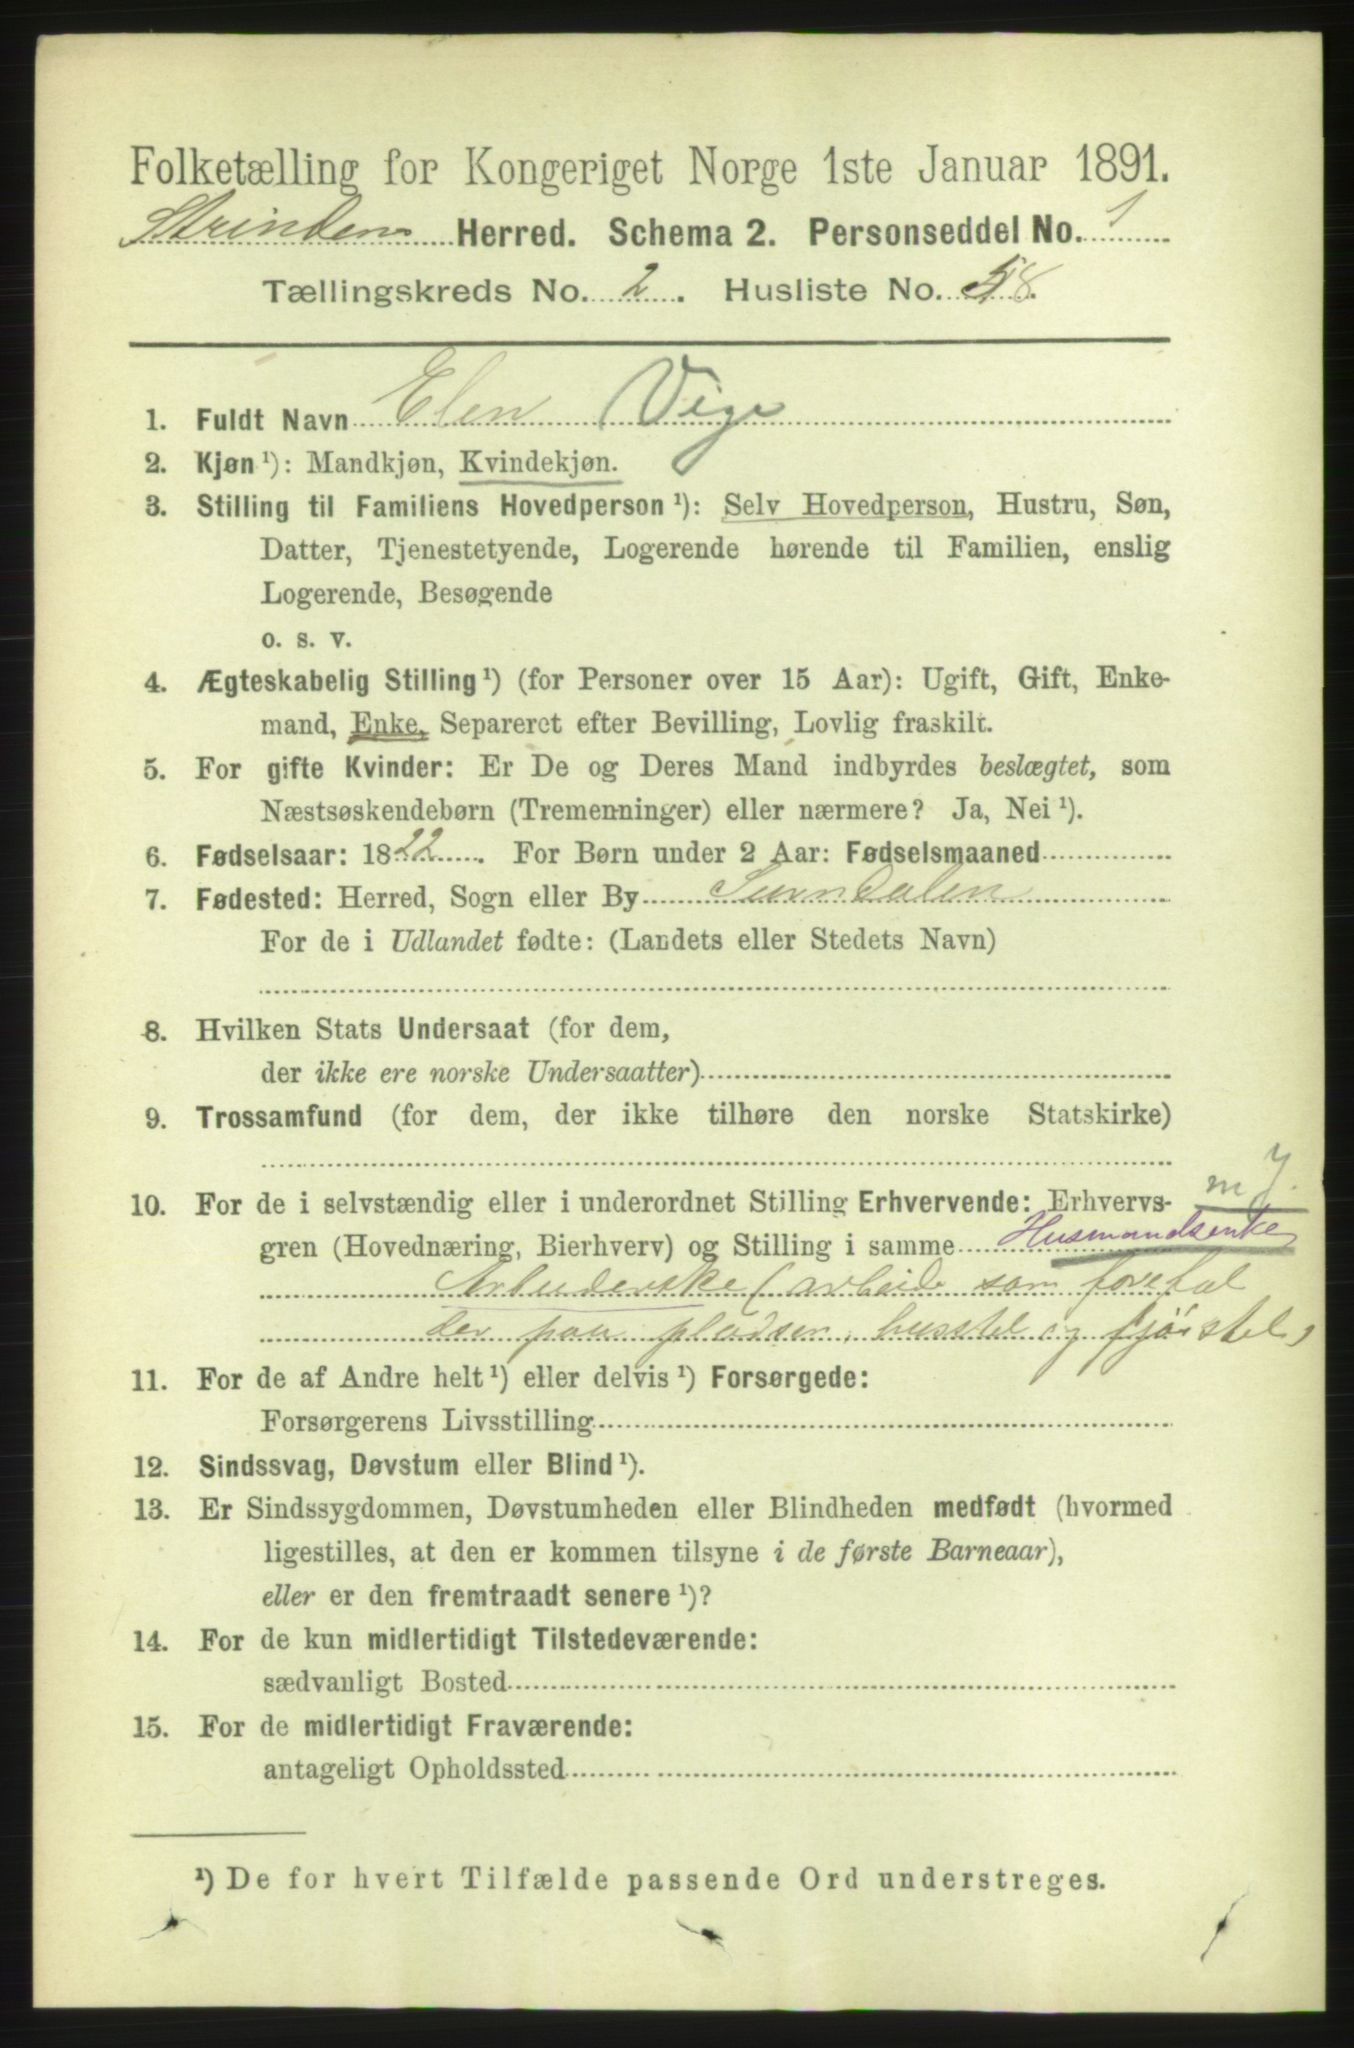 Folketælling for Kongeriget Norge 1ste Januar 1891.
Strinden Herred. Schema 2. Personseddel No. 1
Tællingskreds No. 2. Husliste No. 58.
1. Fuldt Navn Elen Vige
2. Kjøn ¹): Mandkjøn, Kvindekjøn.
3. Stilling til Familiens Hovedperson ¹): Selv Hovedperson, Hustru, Søn,
Datter, Tjenestetyende, Logerende hørende til Familien, enslig
Logerende, Besøgende
o. s. v.
4. Ægteskabelig Stilling ¹) (for Personer over 15 Aar): Ugift, Gift, Enke-
mand, Enke, Separeret efter Bevilling, Lovlig fraskilt.
5. For gifte Kvinder: Er De og Deres Mand indbyrdes beslægtet, som
Næstsøskendebørn (Tremenninger) eller nærmere? Ja, Nei ¹).
6. Fødselsaar: 1822. For Børn under 2 Aar: Fødselsmaaned
7. Fødested: Herred, Sogn eller By Surndalen
For de i Udlandet fødte: (Landets eller Stedets Navn)
8. Hvilken Stats Undersaat (for dem,
der ikke ere norske Undersaatter)
9. Trossamfund (for dem, der ikke tilhøre den norske Statskirke)
10. For de i selvstændig eller i underordnet Stilling Erhvervende: Erhvervs-
gren (Hovednæring, Bierhverv) og Stilling i samme Husmandsenke
(arbeide som forefal
der paa pladsen, husstel og fjøsstel)
11. For de af Andre helt ¹) eller delvis ¹) Forsørgede:
Forsørgerens Livsstilling
12. Sindssvag, Døvstum eller Blind ¹).
13. Er Sindssygdommen, Døvstumheden eller Blindheden medfødt (hvormed
ligestilles, at den er kommen tilsyne i de første Barneaar),
eller er den fremtraadt senere ¹)?
14. For de kun midlertidigt Tilstedeværende:
sædvanligt Bosted
15. For de midlertidigt Fraværende:
antageligt Opholdssted
¹) De for hvert Tilfælde passende Ord understreges.